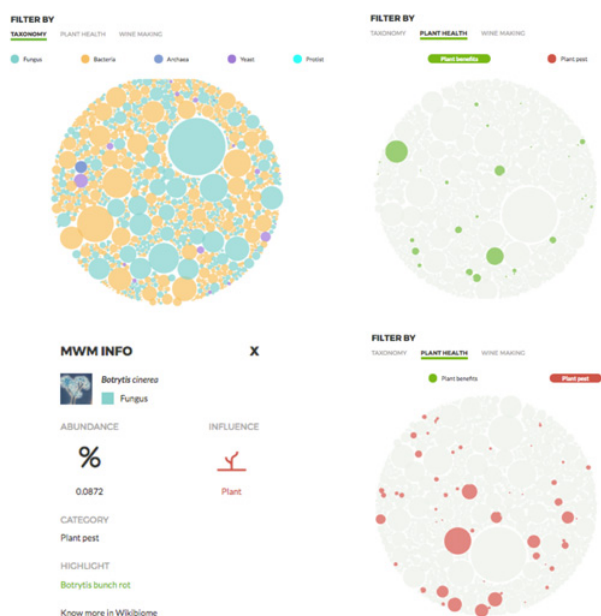 FILTER BY
TAXONOMY PLANT HEALTH WINE MAKING
Fungus Bacteria Archaea Yeast Protist
FILTER BY
TAXONOMY PLANT HEALTH WINE MAKING
Plant benefits Plant pest
MWM INFO X
Botrytis cinerea
Fungus
ABUNDANCE INFLUENCE
%
0.0872 Plant
CATEGORY
Plant pest
HIGHLIGHT
Botrytis bunch rot
Know more in Wikibiome
FILTER BY
TAXONOMY PLANT HEALTH WINE MAKING
Plant benefits Plant pest